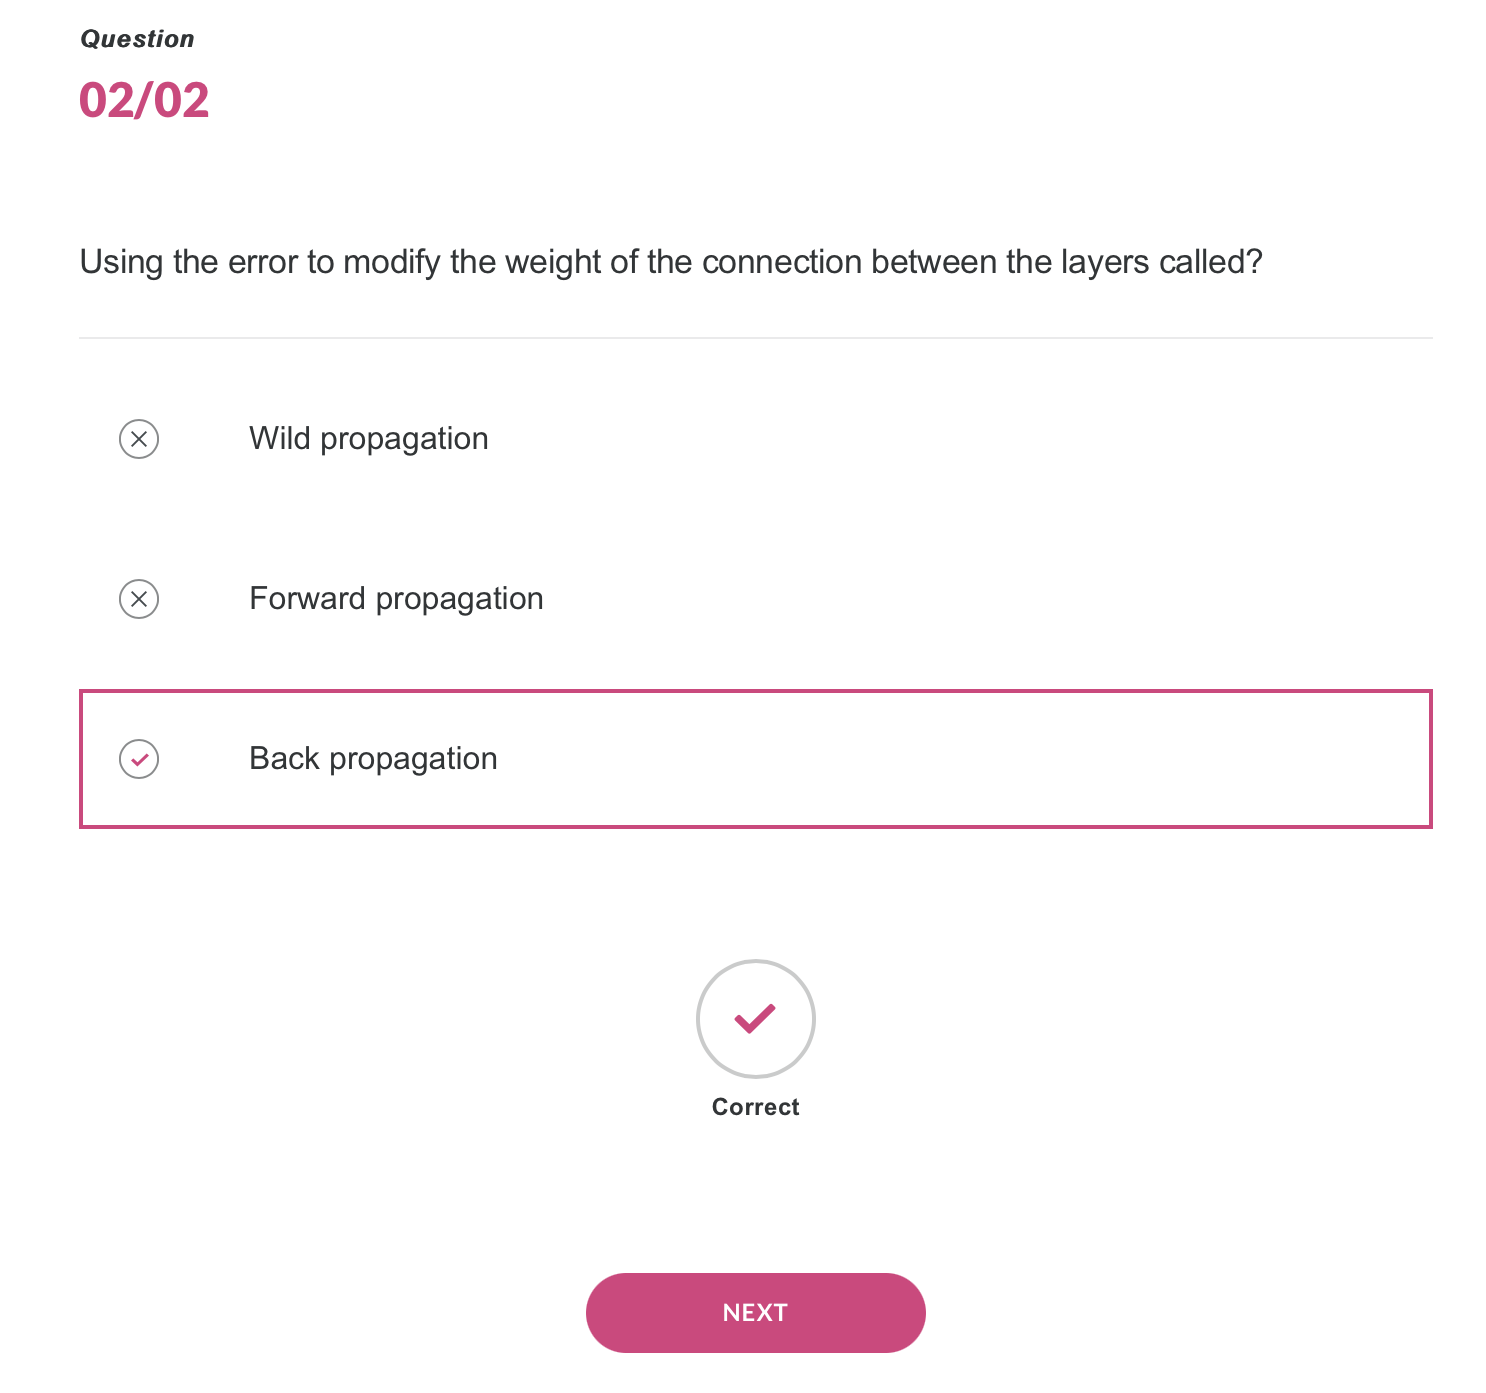 Question
02/02
Using the error to modify the weight of the connection between the layers called?
Wild propagation
Forward propagation
Back propagation
Correct
NEXT